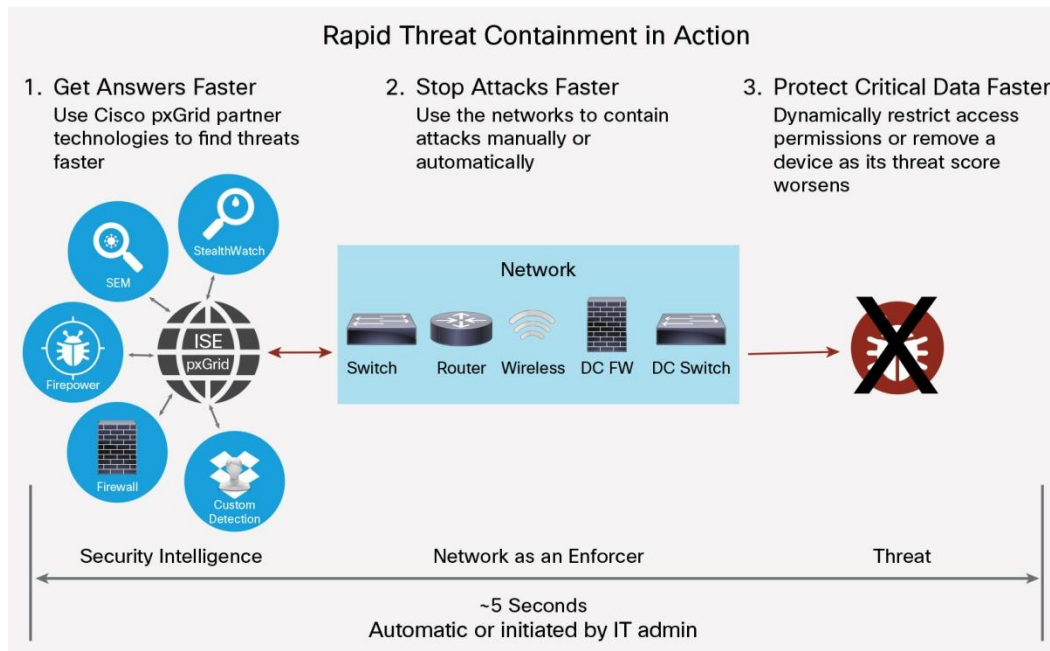 Rapid Threat Containment in Action
1. Get Answers Faster
Use Cisco pxGrid partner
technologies to find threats
faster
2. Stop Attacks Faster
Use the networks to contain
attacks manually or
automatically
3. Protect Critical Data Faster
Dynamically restrict access
permissions or remove a
device as its threat score
worsens
StealthWatch
SEM
Firepower
Firewall
Custom
Detection
ISE
pxGrid
Network
Switch
Router
Wireless
DC FW
DC Switch
Security Intelligence
Network as an Enforcer
Threat
~5 Seconds
Automatic or initiated by IT admin